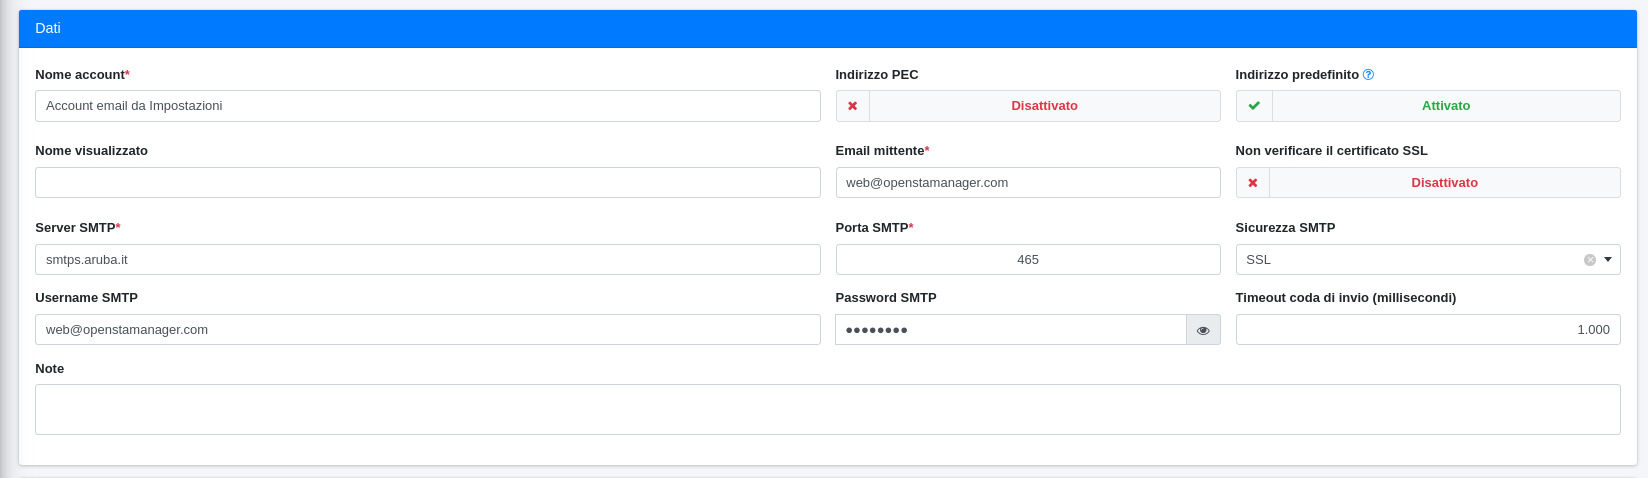 Dati
Nome account* Indirizzo PEC Indirizzo predefinito
Account email da Impostazioni Disattivato Attivato
Nome visualizzato Email mittente* Non verificare il certificato SSL
web@openstamanager.com Disattivato
Server SMTP* Porta SMTP* Sicurezza SMTP
smtps.aruba.it 465 SSL
Username SMTP Password SMTP Timeout coda di invio (millisecondi)
web@openstamanager.com ●●●●●●●● 1.000
Note